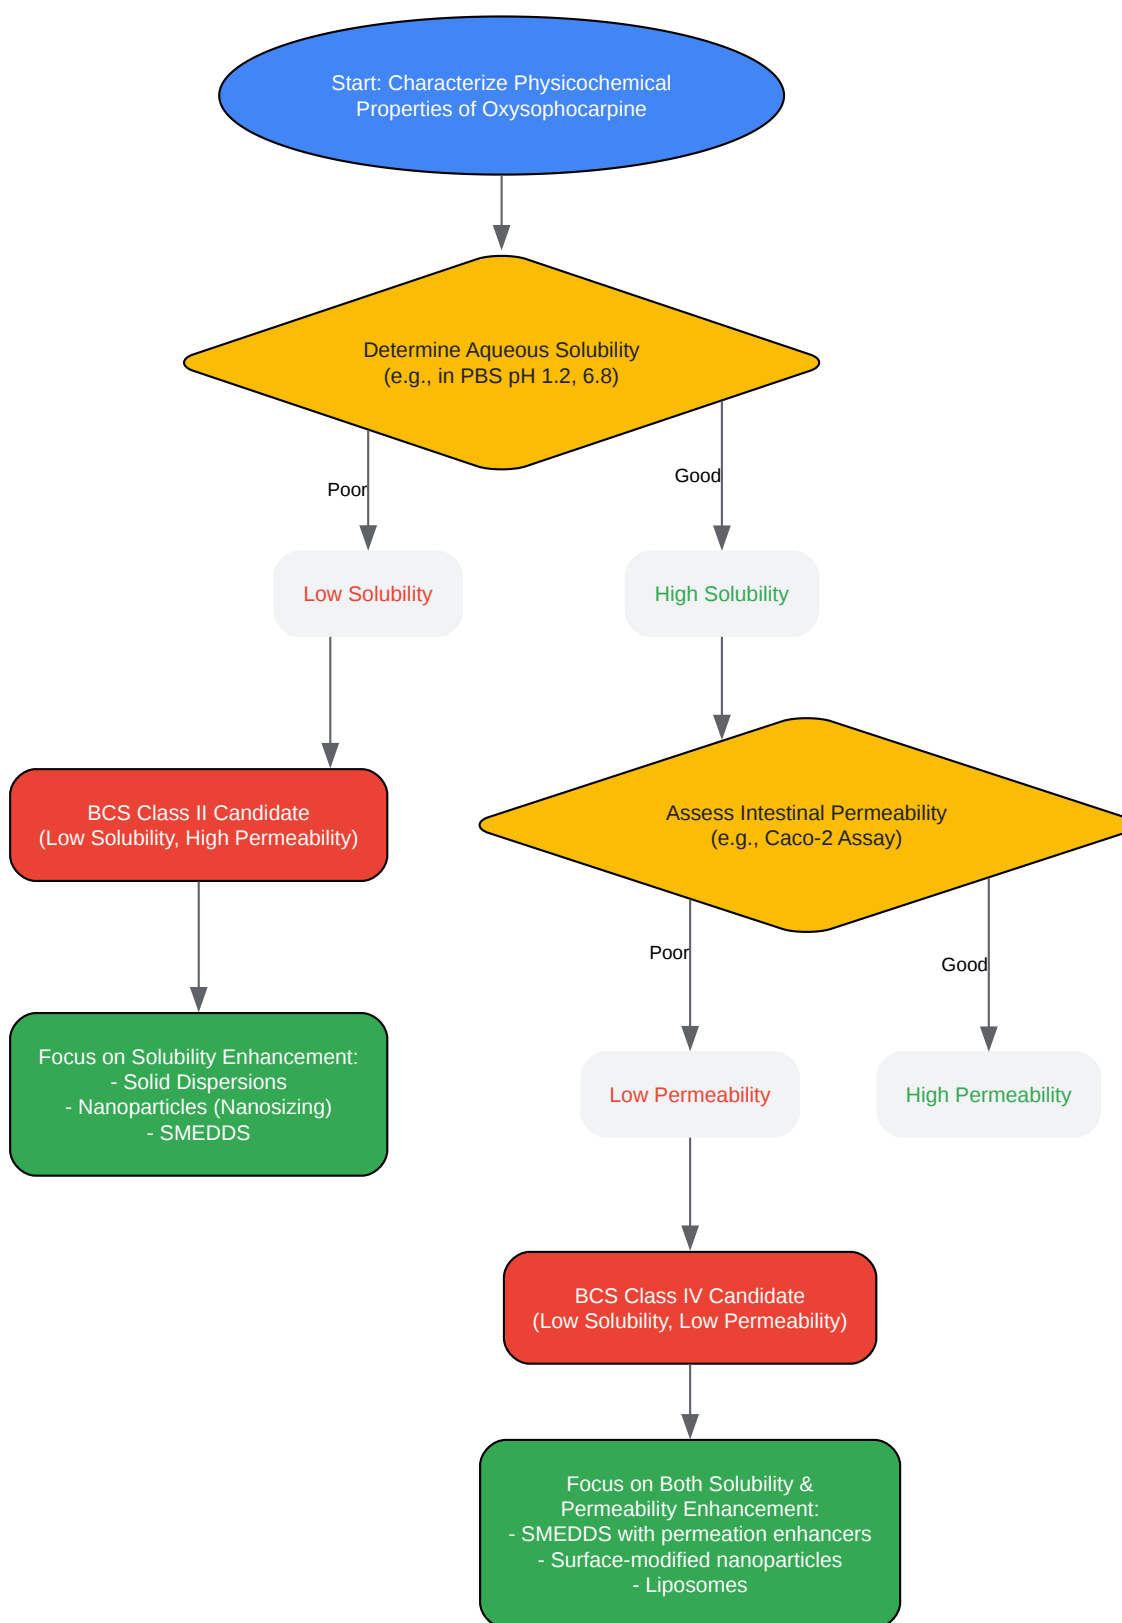 Start: Characterize Physicochemical
Properties of Oxysophocarpine
Determine Aqueous Solubility
(e.g., in PBS pH 1.2, 6.8)
Poor
Good
Low Solubility
High Solubility
BCS Class II Candidate
(Low Solubility, High Permeability)
Assess Intestinal Permeability
(e.g., Caco-2 Assay)
Poor
Good
Focus on Solubility Enhancement:
- Solid Dispersions
- Nanoparticles (Nanosizing)
- SMEDDS
Low Permeability
High Permeability
BCS Class IV Candidate
(Low Solubility, Low Permeability)
Focus on Both Solubility &
Permeability Enhancement:
- SMEDDS with permeation enhancers
- Surface-modified nanoparticles
- Liposomes